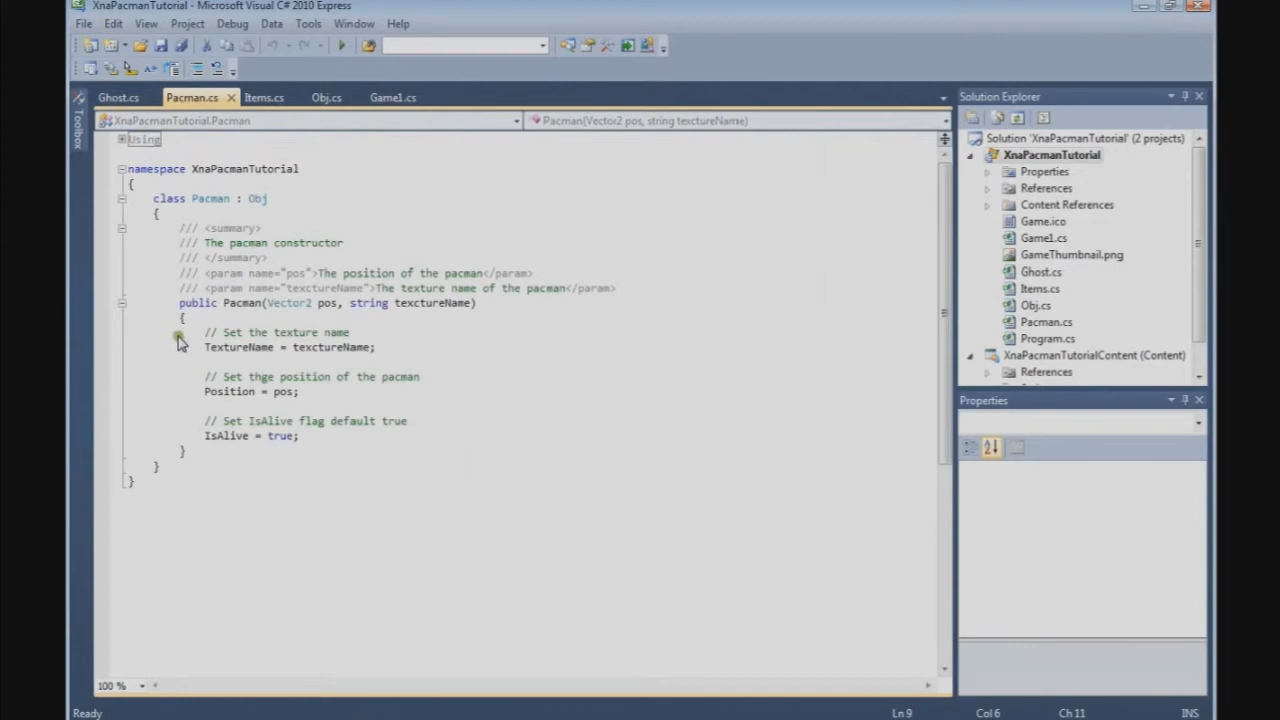 XnaPacmanTutorial - Microsoft Visual C# 2010 Express
File Edit View Project Debug Data Tools Window Help
Ghost.cs Pacman.cs Items.cs Obj.cs Game1.cs
XnaPacmanTutorial.Pacman Pacman(Vector2 pos, string texctureName)
Using
namespace XnaPacmanTutorial
{
class Pacman : Obj
{
/// <summary>
/// The pacman constructor
/// </summary>
/// <param name="pos">The position of the pacman</param>
/// <param name="texctureName">The texture name of the pacman</param>
public Pacman(Vector2 pos, string texctureName)
{
// Set the texture name
TextureName = texctureName;
// Set thge position of the pacman
Position = pos;
// Set IsAlive flag default true
IsAlive = true;
}
}
}
100 %
Toolbox
Solution Explorer
Solution 'XnaPacmanTutorial' (2 projects)
XnaPacmanTutorial
Properties
References
Content References
Game.ico
Game1.cs
GameThumbnail.png
Ghost.cs
Items.cs
Obj.cs
Pacman.cs
Program.cs
XnaPacmanTutorialContent (Content)
References
Properties
Ready Ln 9 Col 6 Ch 11 INS